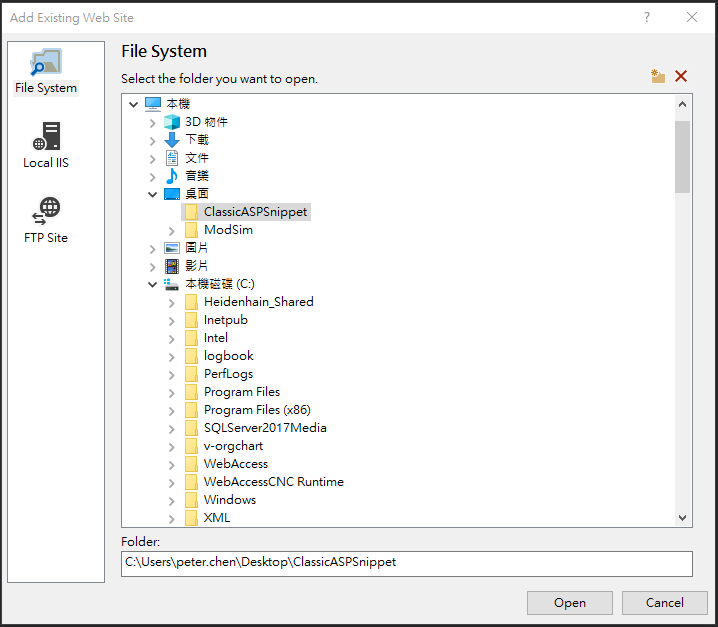 Add Existing Web Site
?
File System
Local IIS
FTP Site
File System
Select the folder you want to open.
本機
3D 物件
下載
文件
音樂
桌面
ClassicASPSnippet
ModSim
圖片
影片
本機磁碟 (C:)
Heidenhain_Shared
Inetpub
Intel
logbook
PerfLogs
Program Files
Program Files (x86)
SQLServer2017Media
v-orgchart
WebAccess
WebAccessCNC Runtime
Windows
XML
Folder:
C:\Users\peter.chen\Desktop\ClassicASPSnippet
Open
Cancel